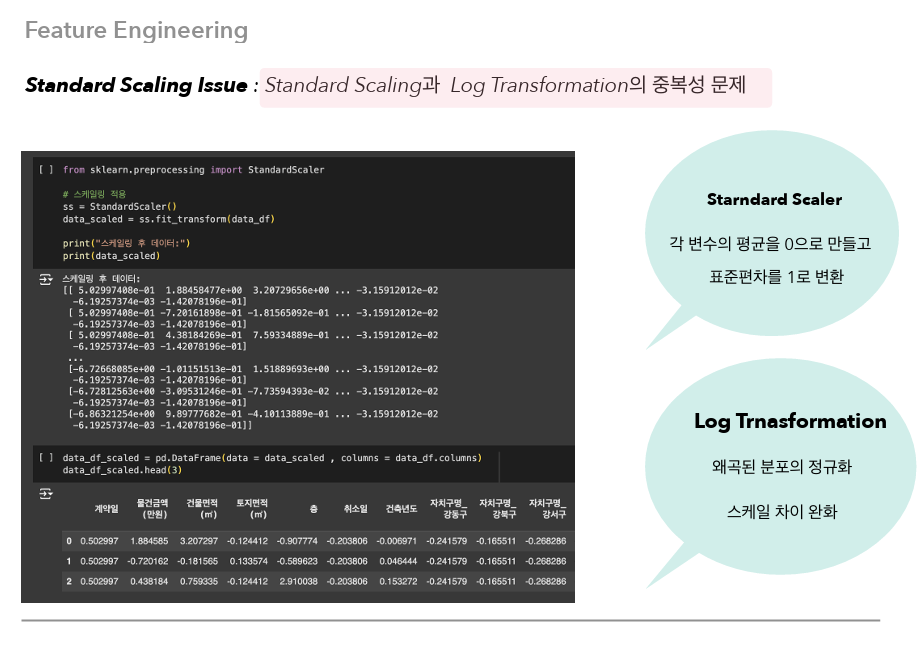 Feature Engineering
Standard Scaling Issue : Standard Scaling과 Log Transformation의 중복성 문제
[ ] from sklearn.preprocessing import StandardScaler
# 스케일링 적용
ss = StandardScaler()
data_scaled = ss.fit_transform(data_df)
print("스케일링 후 데이터:")
print(data_scaled)
스케일링 후 데이터:
[[ 5.02997408e-01 1.88458477e+00 3.20729656e+00 ... -3.15912012e-02
-6.19257374e-03 -1.42078196e-01]
[ 5.02997408e-01 -7.20161898e-01 -1.81565092e-01 ... -3.15912012e-02
-6.19257374e-03 -1.42078196e-01]
[ 5.02997408e-01 4.38184269e-01 7.59334889e-01 ... -3.15912012e-02
-6.19257374e-03 -1.42078196e-01]
...
[-6.72668085e+00 -1.01151513e-01 1.51889693e+00 ... -3.15912012e-02
-6.19257374e-03 -1.42078196e-01]
[-6.72812563e+00 -3.09531246e-01 -7.73594393e-02 ... -3.15912012e-02
-6.19257374e-03 -1.42078196e-01]
[-6.86321254e+00 9.89777682e-01 -4.10113889e-01 ... -3.15912012e-02
-6.19257374e-03 -1.42078196e-01]]
[ ] data_df_scaled = pd.DataFrame(data = data_scaled , columns = data_df.columns)
data_df_scaled.head(3)
계약일 물건금액(만원) 건물면적(㎡) 토지면적(㎡) 층 취소일 건축년도 자치구명_강동구 자치구명_강북구 자치구명_강서구
0 0.502997 1.884585 3.207297 -0.124412 -0.907774 -0.203806 -0.006971 -0.241579 -0.165511 -0.268286
1 0.502997 -0.720162 -0.181565 0.133574 -0.589623 -0.203806 0.046444 -0.241579 -0.165511 -0.268286
2 0.502997 0.438184 0.759335 -0.124412 2.910038 -0.203806 0.153272 -0.241579 -0.165511 -0.268286
Starndard Scaler
각 변수의 평균을 0으로 만들고
표준편차를 1로 변환
Log Trnasformation
왜곡된 분포의 정규화
스케일 차이 완화